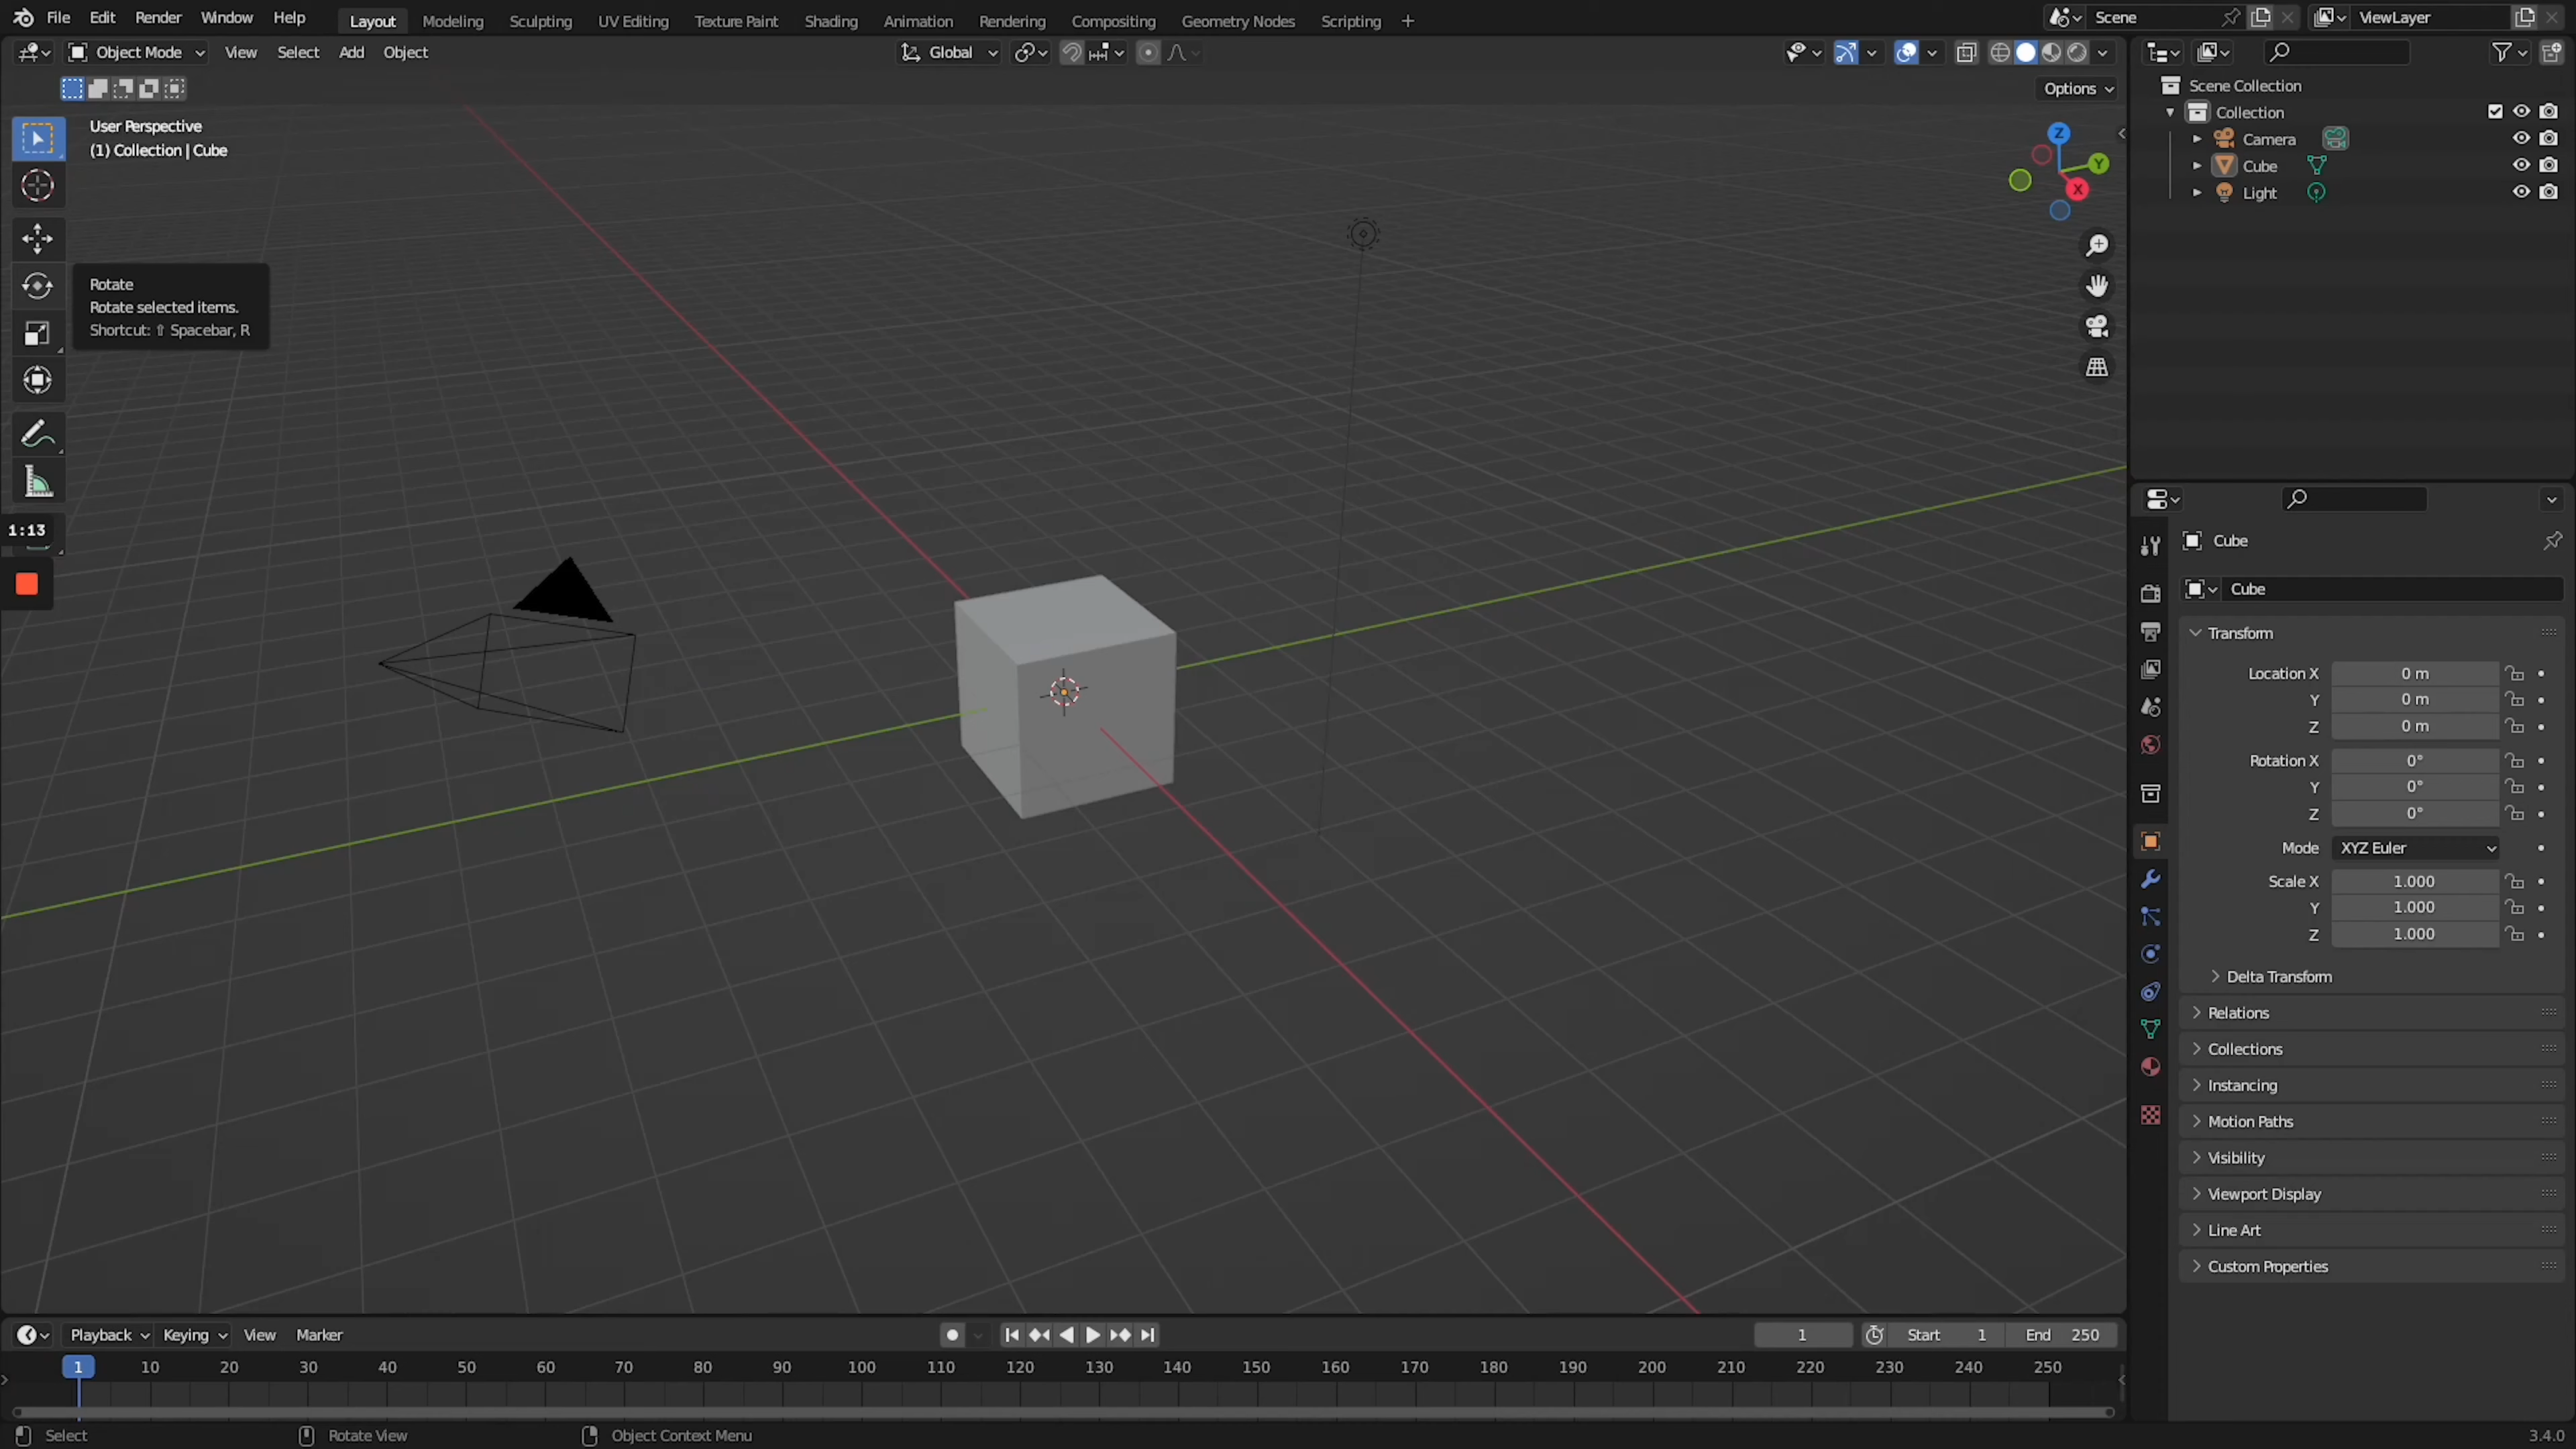 File Edit Render Window Help Layout Modeling Sculpting UV Editing Texture Paint Shading Animation Rendering Compositing Geometry Nodes Scripting + Scene ViewLayer
Object Mode View Select Add Object Global
Options
User Perspective
(1) Collection | Cube
Z
Y
X
Rotate
Rotate selected items.
Shortcut: ⇧ Spacebar, R
1:13
Scene Collection
Collection
Camera
Cube
Light
Cube
Cube
Transform
Location X 0 m
Y 0 m
Z 0 m
Rotation X 0°
Y 0°
Z 0°
Mode XYZ Euler
Scale X 1.000
Y 1.000
Z 1.000
Delta Transform
Relations
Collections
Instancing
Motion Paths
Visibility
Viewport Display
Line Art
Custom Properties
Playback Keying View Marker 1 Start 1 End 250
1 10 20 30 40 50 60 70 80 90 100 110 120 130 140 150 160 170 180 190 200 210 220 230 240 250
Select Rotate View Object Context Menu 3.4.0